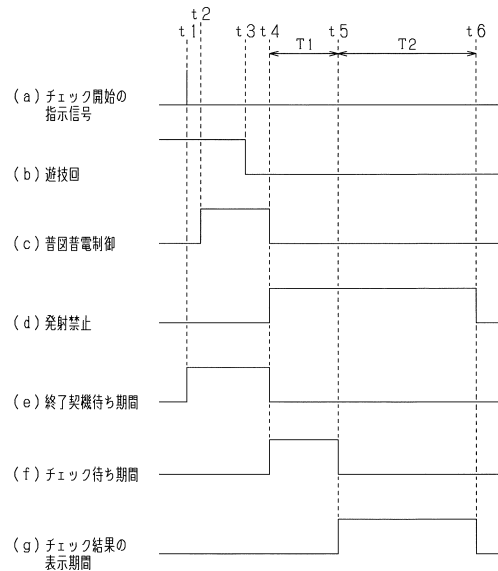 t2
t1 t3 t4 t5 t6
T1 T2
(a)チェック開始の
指示信号
(b)遊技回
(c)普図普電制御
(d)発射禁止
(e)終了契機待ち期間
(f)チェック待ち期間
(g)チェック結果の
表示期間